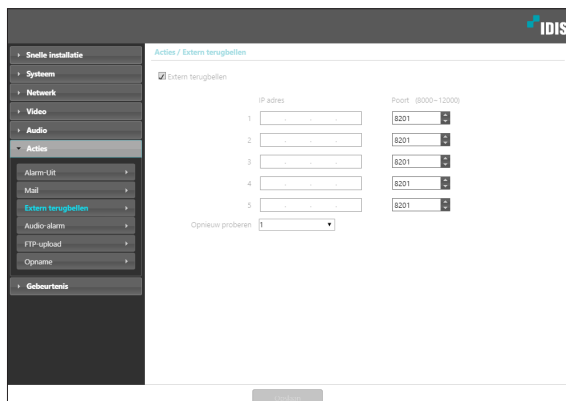 IDIS
Snelle installatie
Systeem
Netwerk
Video
Audio
Acties
Alarm-Uit
Mail
Extern terugbellen
Audio-alarm
FTP-upload
Opname
Gebeurtenis
Acties / Extern terugbellen
Extern terugbellen
IP adres Poort (8000~12000)
1 . . . 8201
2 . . . 8201
3 . . . 8201
4 . . . 8201
5 . . . 8201
Opnieuw proberen 1